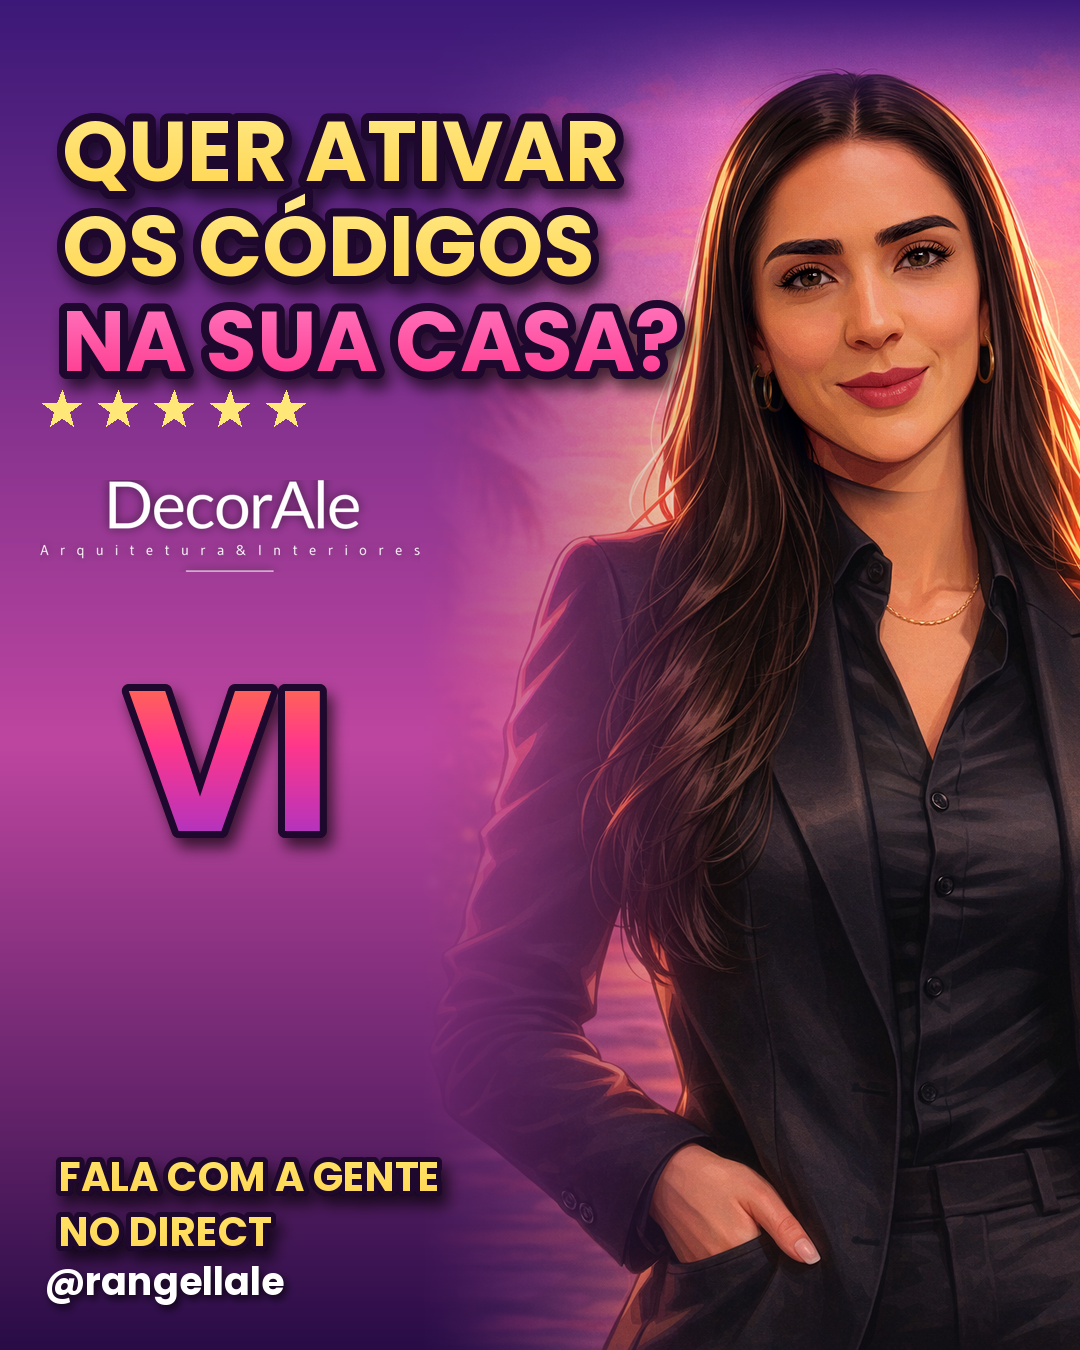 QUER ATIVAR
OS CÓDIGOS
NA SUA CASA?
DecorAle
Arquitetura&Interiores
VI
FALA COM A GENTE
NO DIRECT
@rangellale